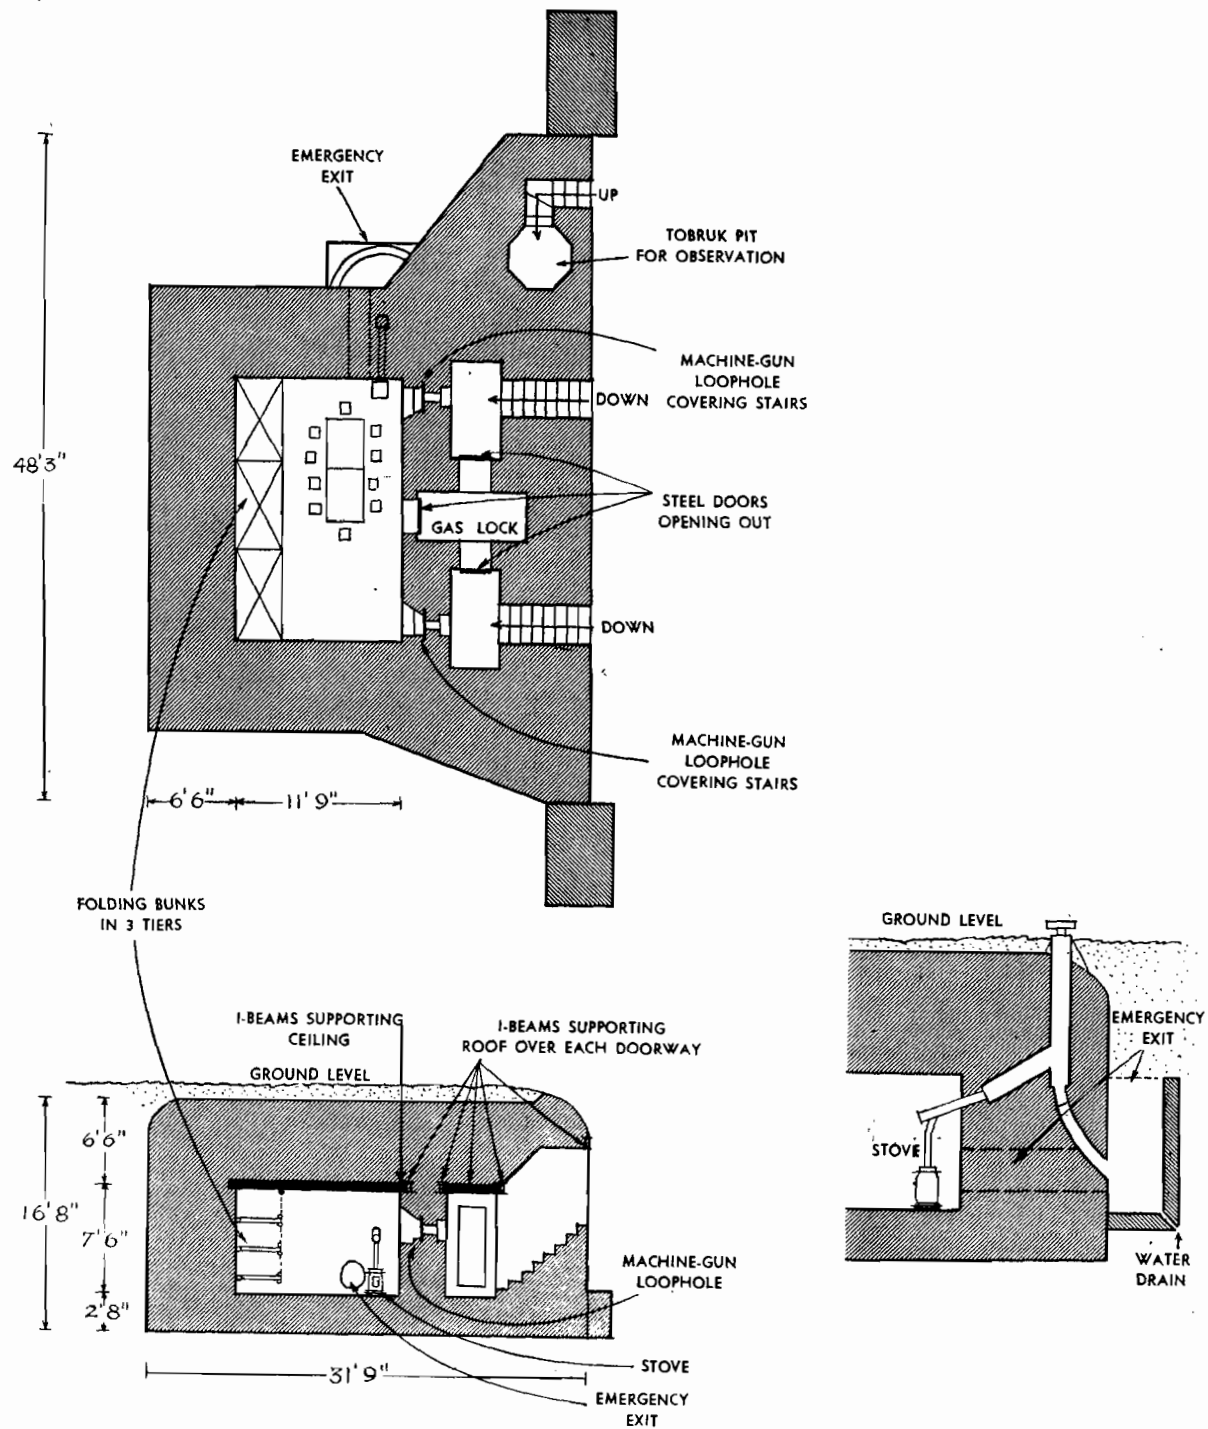 EMERGENCY
EXIT
UP
TOBRUK PIT
FOR OBSERVATION
MACHINE-GUN
LOOPHOLE
COVERING STAIRS
DOWN
48'3"
STEEL DOORS
OPENING OUT
GAS LOCK
DOWN
MACHINE-GUN
LOOPHOLE
COVERING STAIRS
6'6"
11'9"
FOLDING BUNKS
IN 3 TIERS
GROUND LEVEL
I-BEAMS SUPPORTING
CEILING
I-BEAMS SUPPORTING
ROOF OVER EACH DOORWAY
GROUND LEVEL
6'6"
16'8"
7'6"
2'8"
MACHINE-GUN
LOOPHOLE
31'9"
STOVE
EMERGENCY
EXIT
EMERGENCY
EXIT
STOVE
WATER
DRAIN